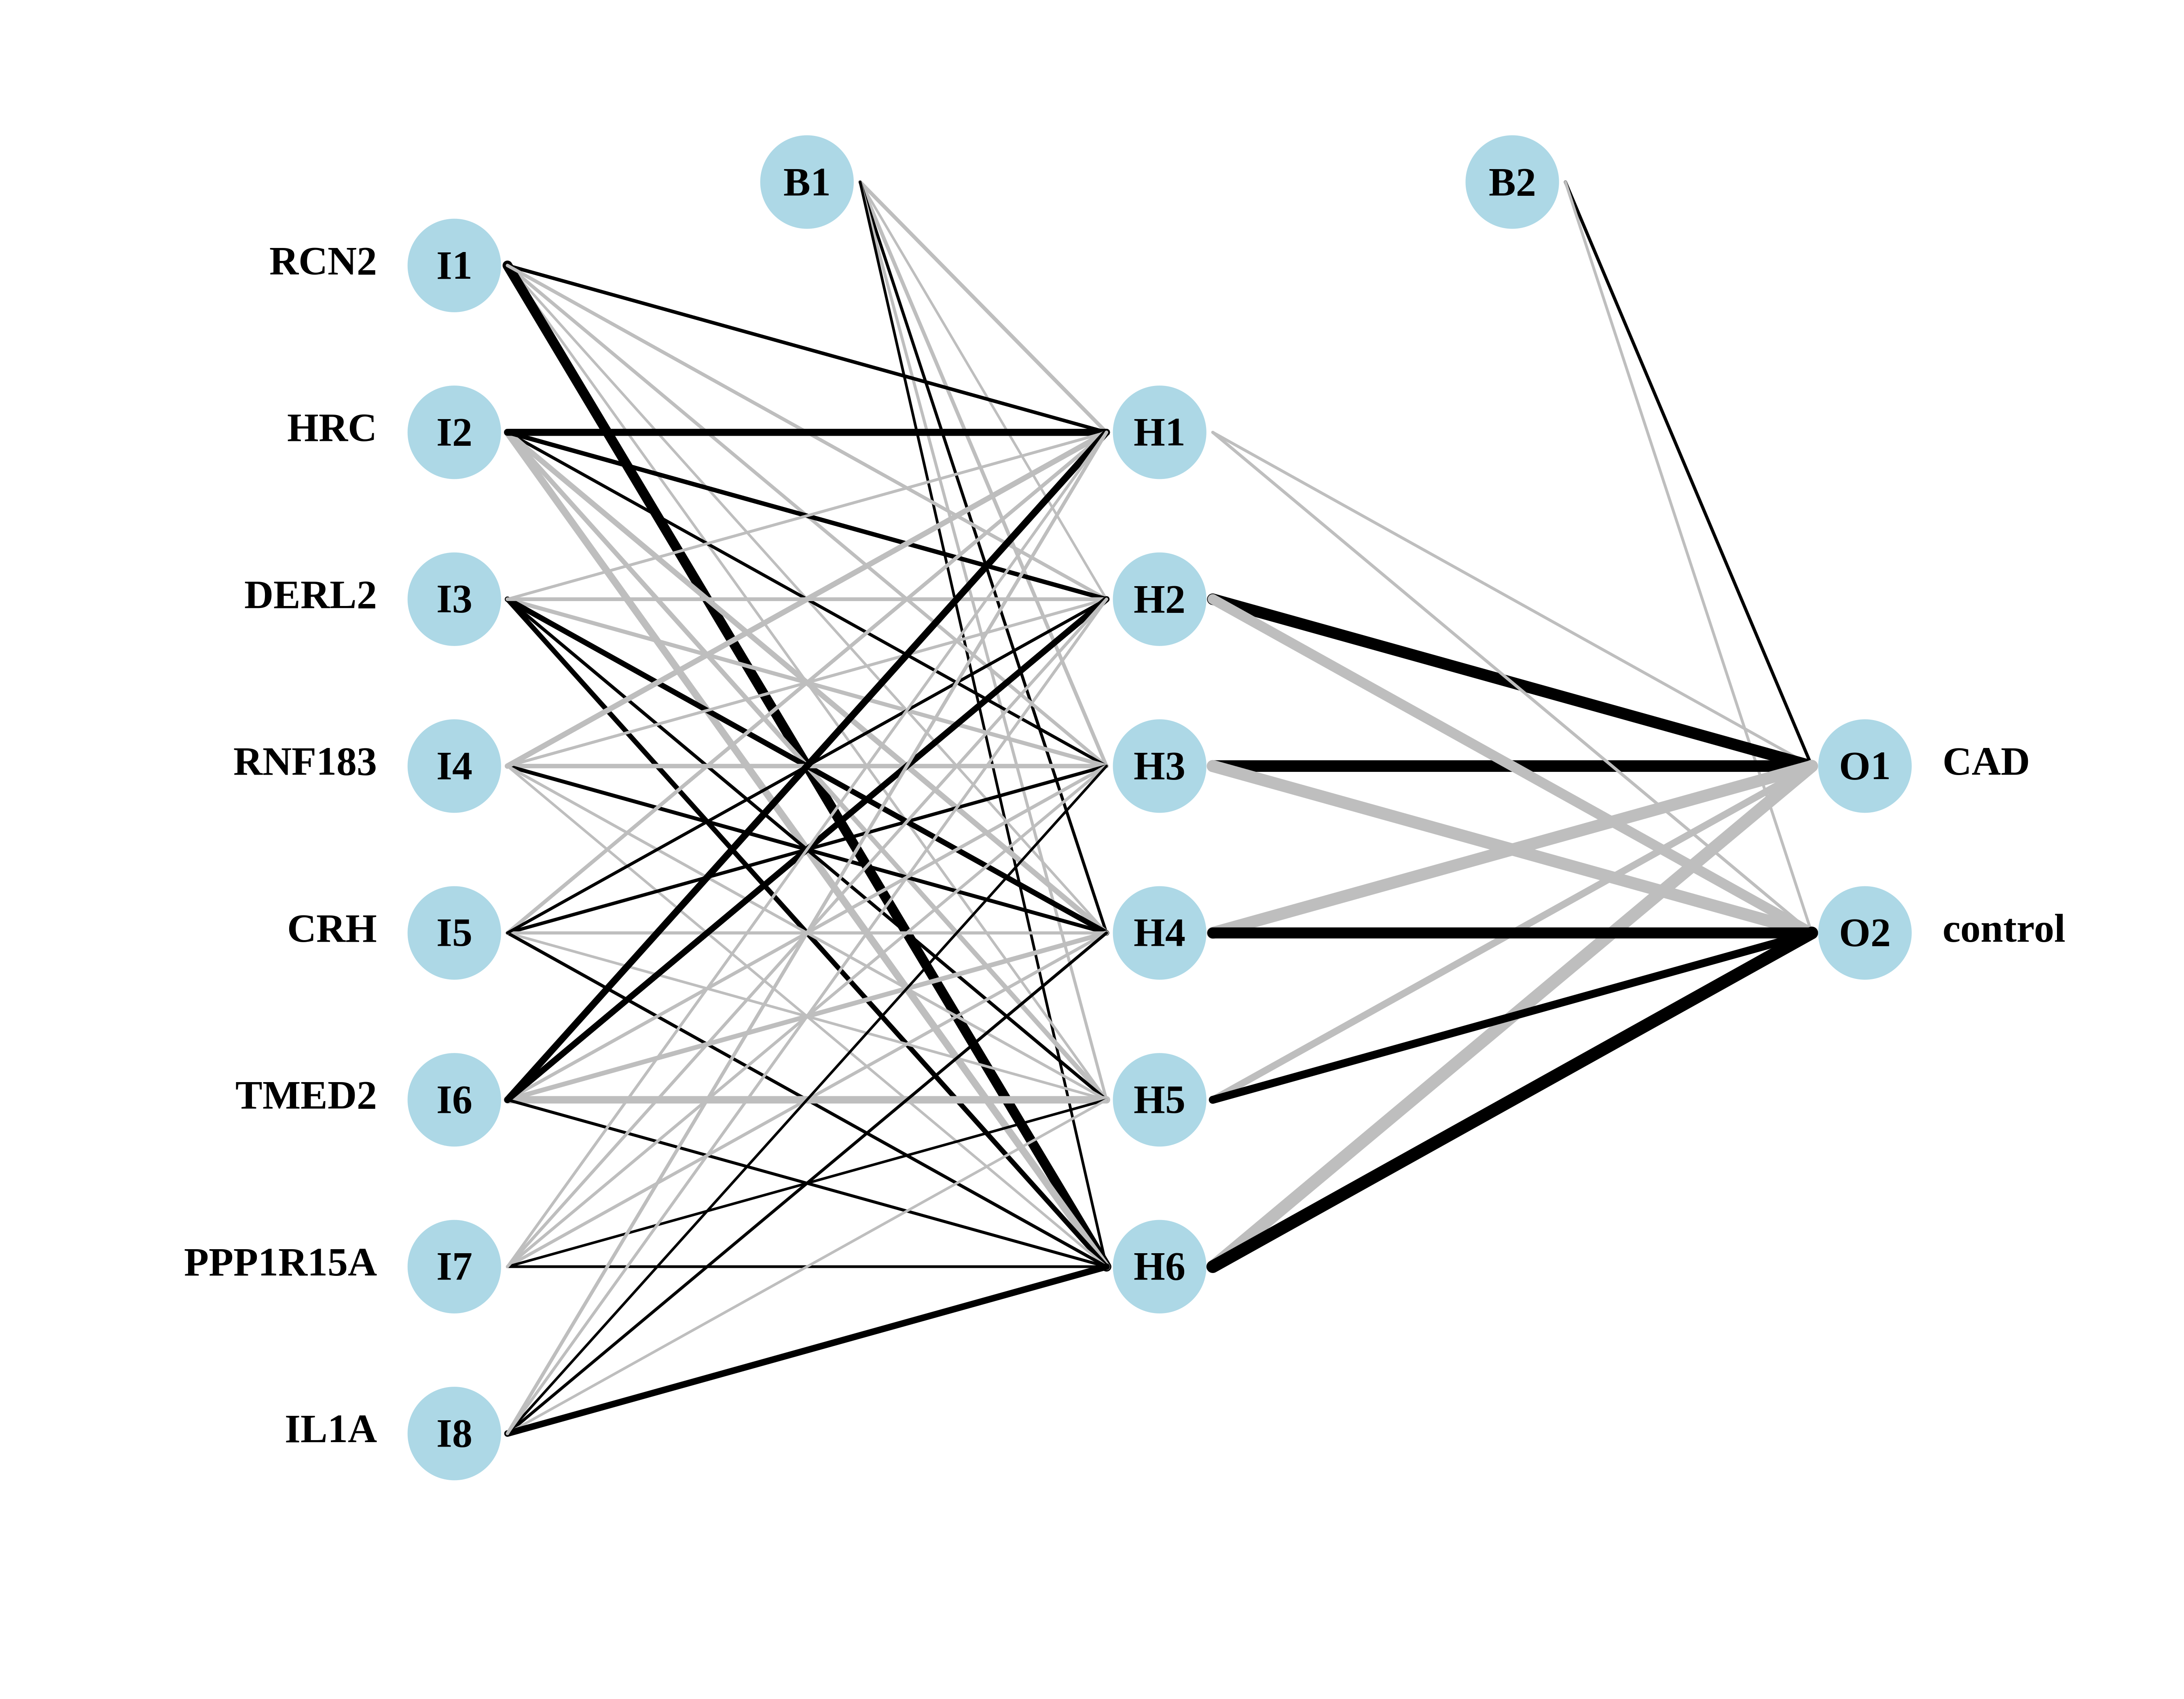 B1
B2
RCN2 I1
HRC I2 H1
DERL2 I3 H2
RNF183 I4 H3 O1 CAD
CRH I5 H4 O2 control
TMED2 I6 H5
PPP1R15A I7 H6
IL1A I8